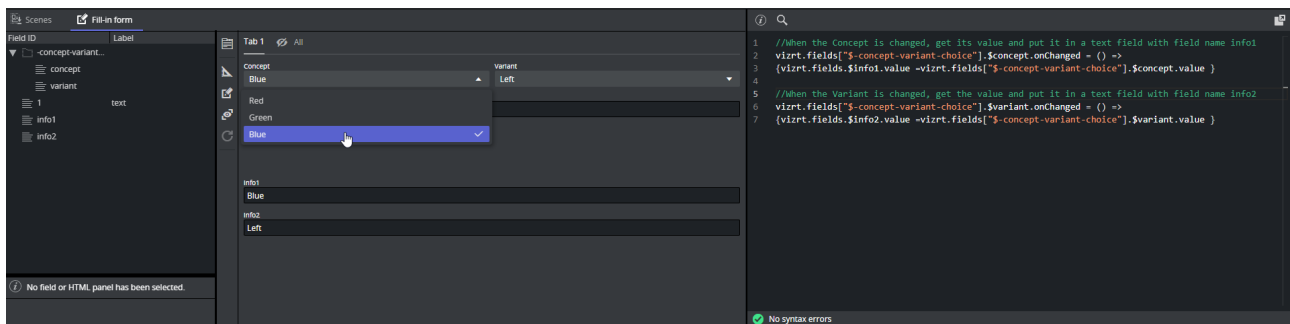 Scenes
Fill-in form
Field ID
Label
-concept-variant...
concept
variant
1
text
info1
info2
No field or HTML panel has been selected.
Tab 1
All
Concept
Variant
Blue
Left
Red
Green
Blue
info1
Blue
info2
Left
1 //When the Concept is changed, get its value and put it in a text field with field name info1
2 vizrt.fields["$-concept-variant-choice"].$concept.onChanged = () =>
3 {vizrt.fields.$info1.value =vizrt.fields["$-concept-variant-choice"].$concept.value }
4
5 //When the Variant is changed, get the value and put it in a text field with field name info2
6 vizrt.fields["$-concept-variant-choice"].$variant.onChanged = () =>
7 {vizrt.fields.$info2.value =vizrt.fields["$-concept-variant-choice"].$variant.value }
No syntax errors